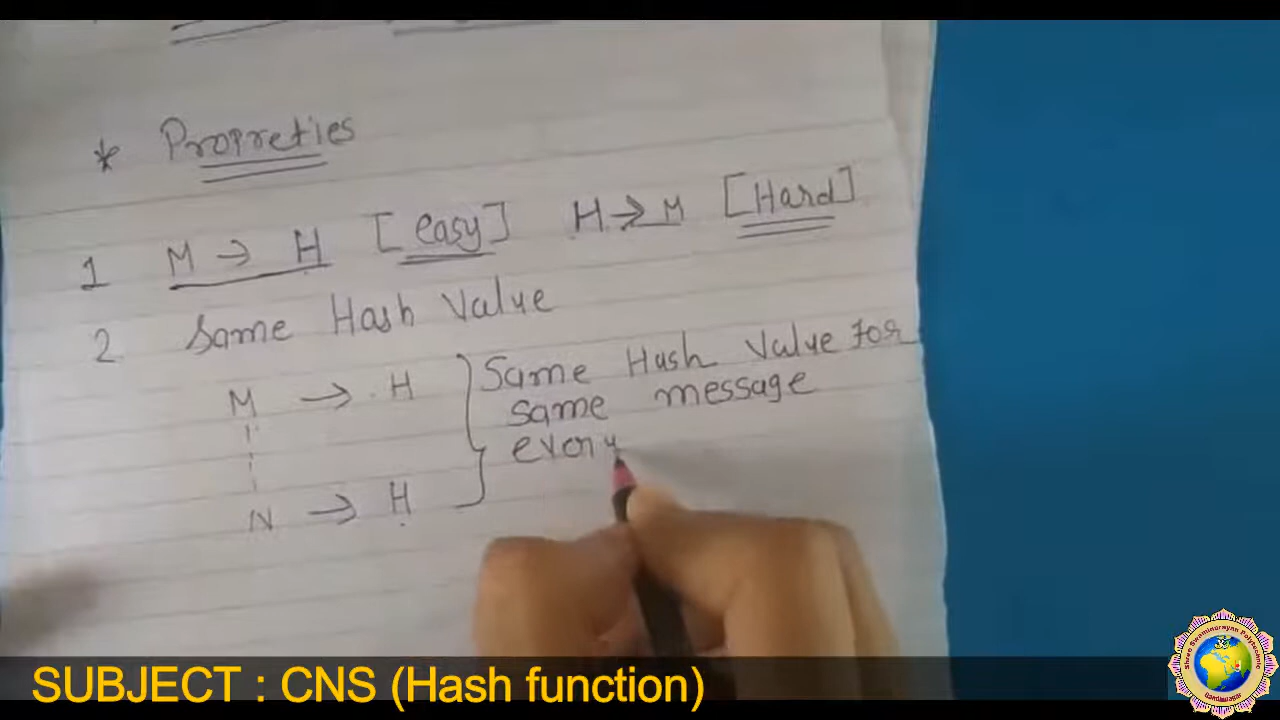 * Propreties
1 M → H [easy] H → M [Hard]
2 Same Hash Value
M → H
N → H
Same Hash Value For
same message
every
SUBJECT : CNS (Hash function)